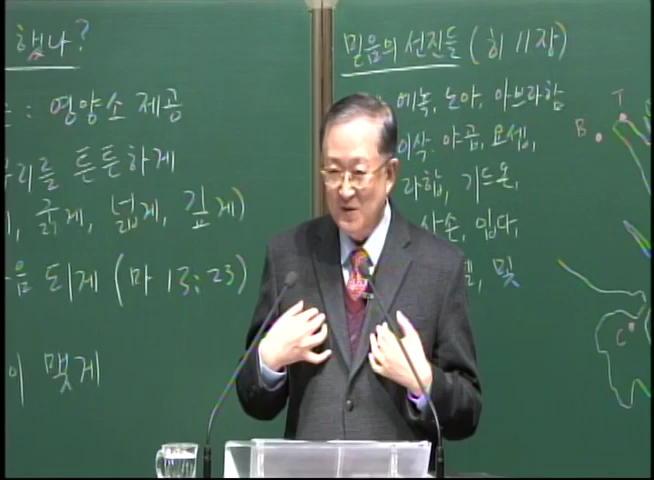 했나?
: 영양소 제공
를 튼튼하게
굵게, 넓게, 깊게)
음 되게 (마 13:23)
이 맺게
믿음의 선진들 (히 11장)
에녹, 노아, 아브라함
이삭. 야곱, 요셉,
라합, 기드온,
삼손, 입다,
및
B
T
C